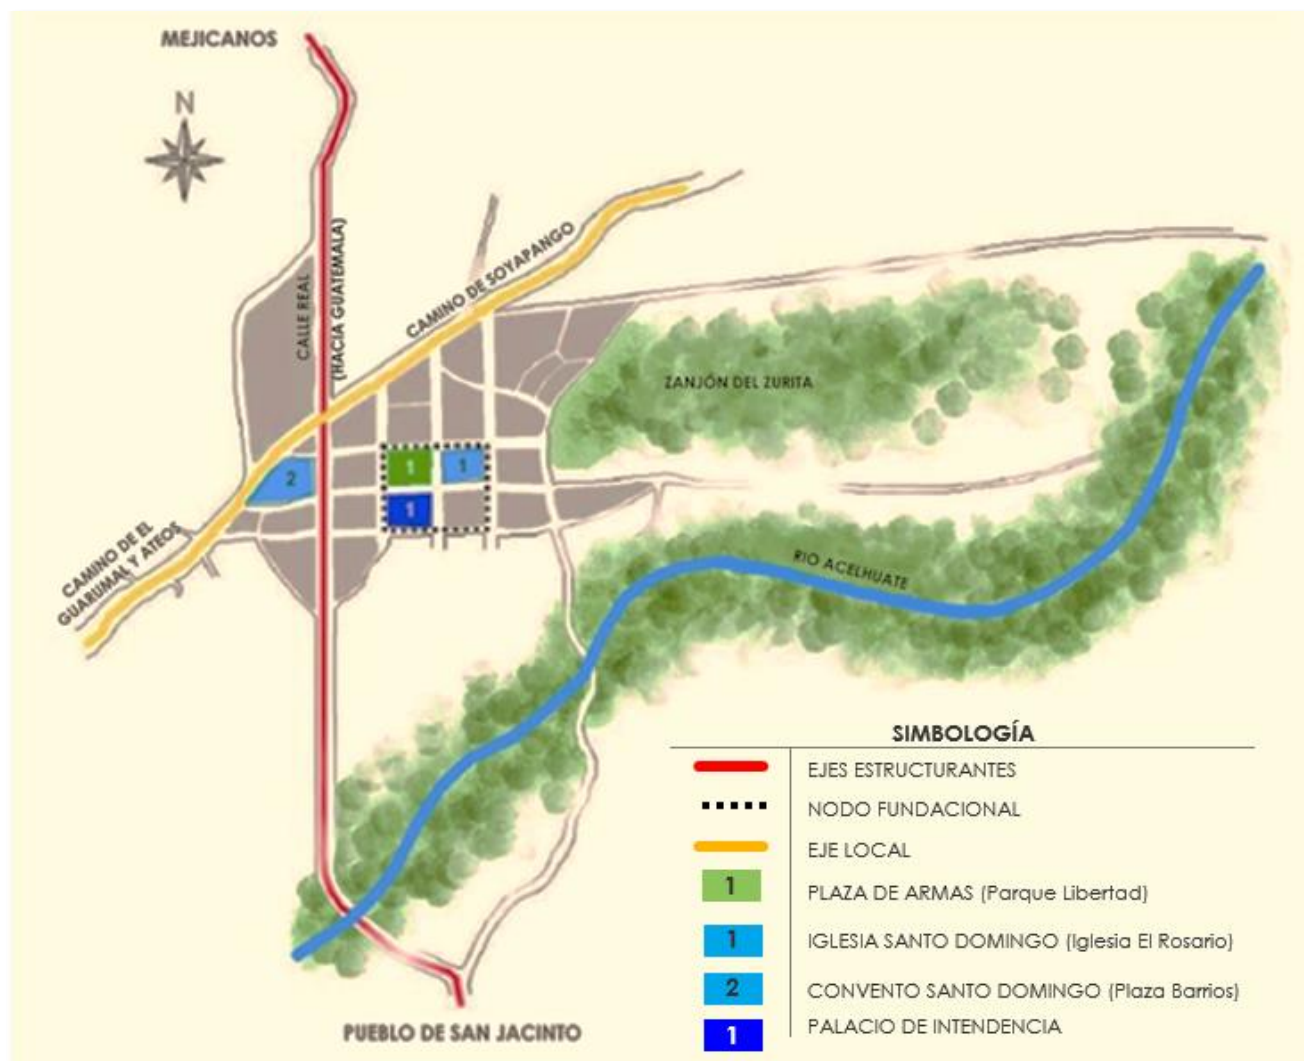 MEJICANOS
N
CALLE REAL
(HACIA GUATEMALA)
CAMINO DE SOYAPANGO
ZANJÓN DEL ZURITA
1
1
2
1
CAMINO DE EL
GUARUMAL Y ATEOS
RIO ACELHUATE
SIMBOLOGÍA
EJES ESTRUCTURANTES
NODO FUNDACIONAL
EJE LOCAL
1 PLAZA DE ARMAS (Parque Libertad)
1 IGLESIA SANTO DOMINGO (Iglesia El Rosario)
2 CONVENTO SANTO DOMINGO (Plaza Barrios)
1 PALACIO DE INTENDENCIA
PUEBLO DE SAN JACINTO